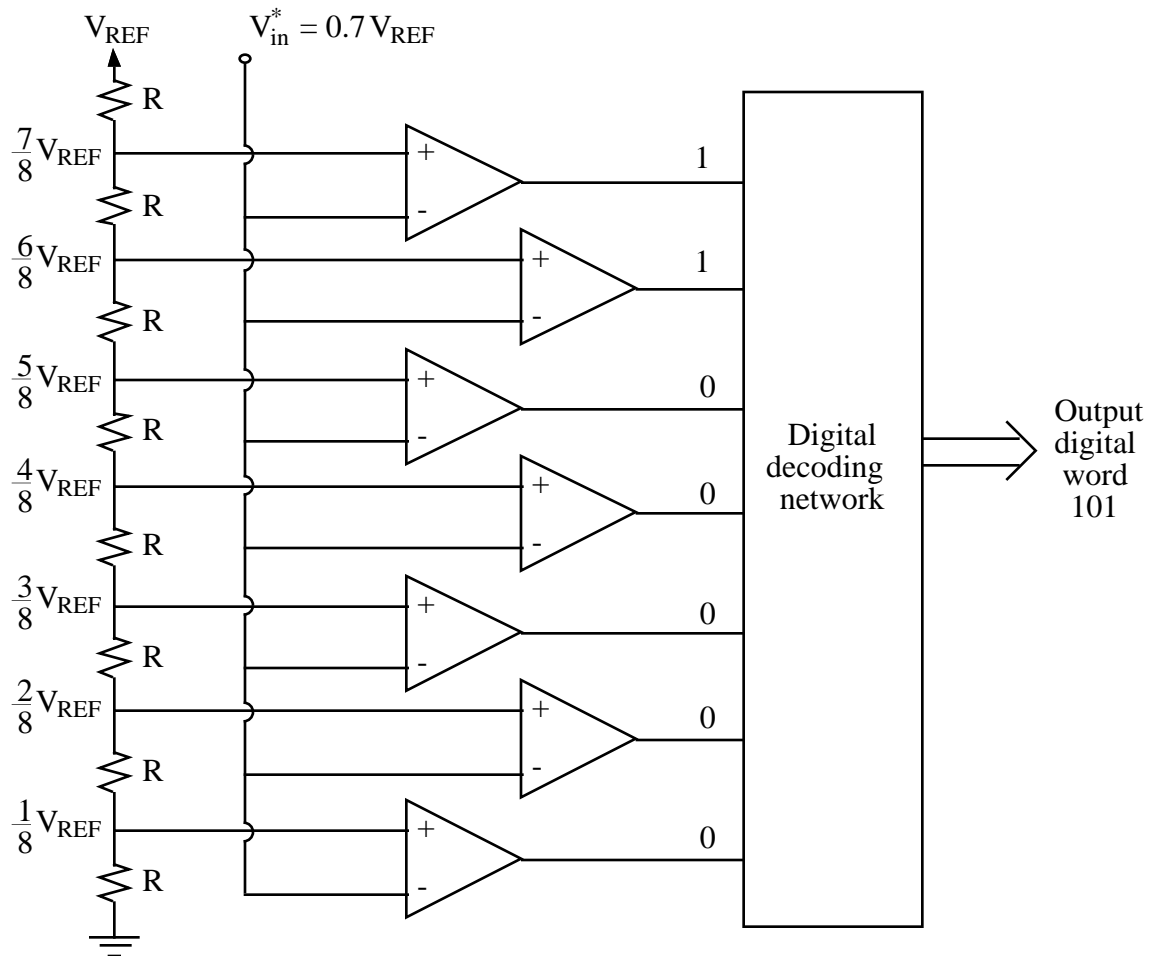 V_REF
V*_in = 0.7 V_REF
R
7/8 V_REF
+
-
1
R
6/8 V_REF
+
-
1
R
5/8 V_REF
+
-
0
R
4/8 V_REF
+
-
0
R
3/8 V_REF
+
-
0
R
2/8 V_REF
+
-
0
R
1/8 V_REF
+
-
0
R
Digital
decoding
network
Output
digital
word
101